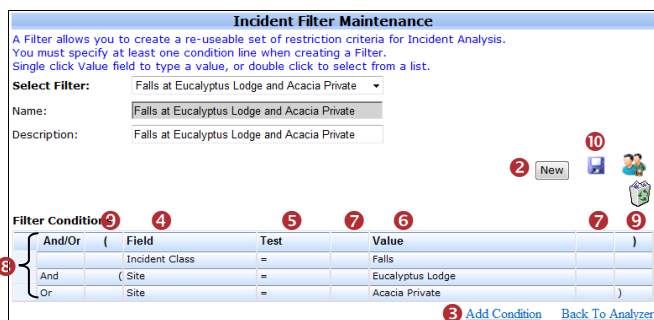 Incident Filter Maintenance
A Filter allows you to create a re-useable set of restriction criteria for Incident Analysis.
You must specify at least one condition line when creating a Filter.
Single click Value field to type a value, or double click to select from a list.
Select Filter: Falls at Eucalyptus Lodge and Acacia Private
Name: Falls at Eucalyptus Lodge and Acacia Private
Description: Falls at Eucalyptus Lodge and Acacia Private
10
2 New
Filter Conditions 9 4 5 7 6 7 9
And/Or ( Field Test Value )
Incident Class = Falls
8
And ( Site = Eucalyptus Lodge
Or Site = Acacia Private )
3 Add Condition Back To Analyzer